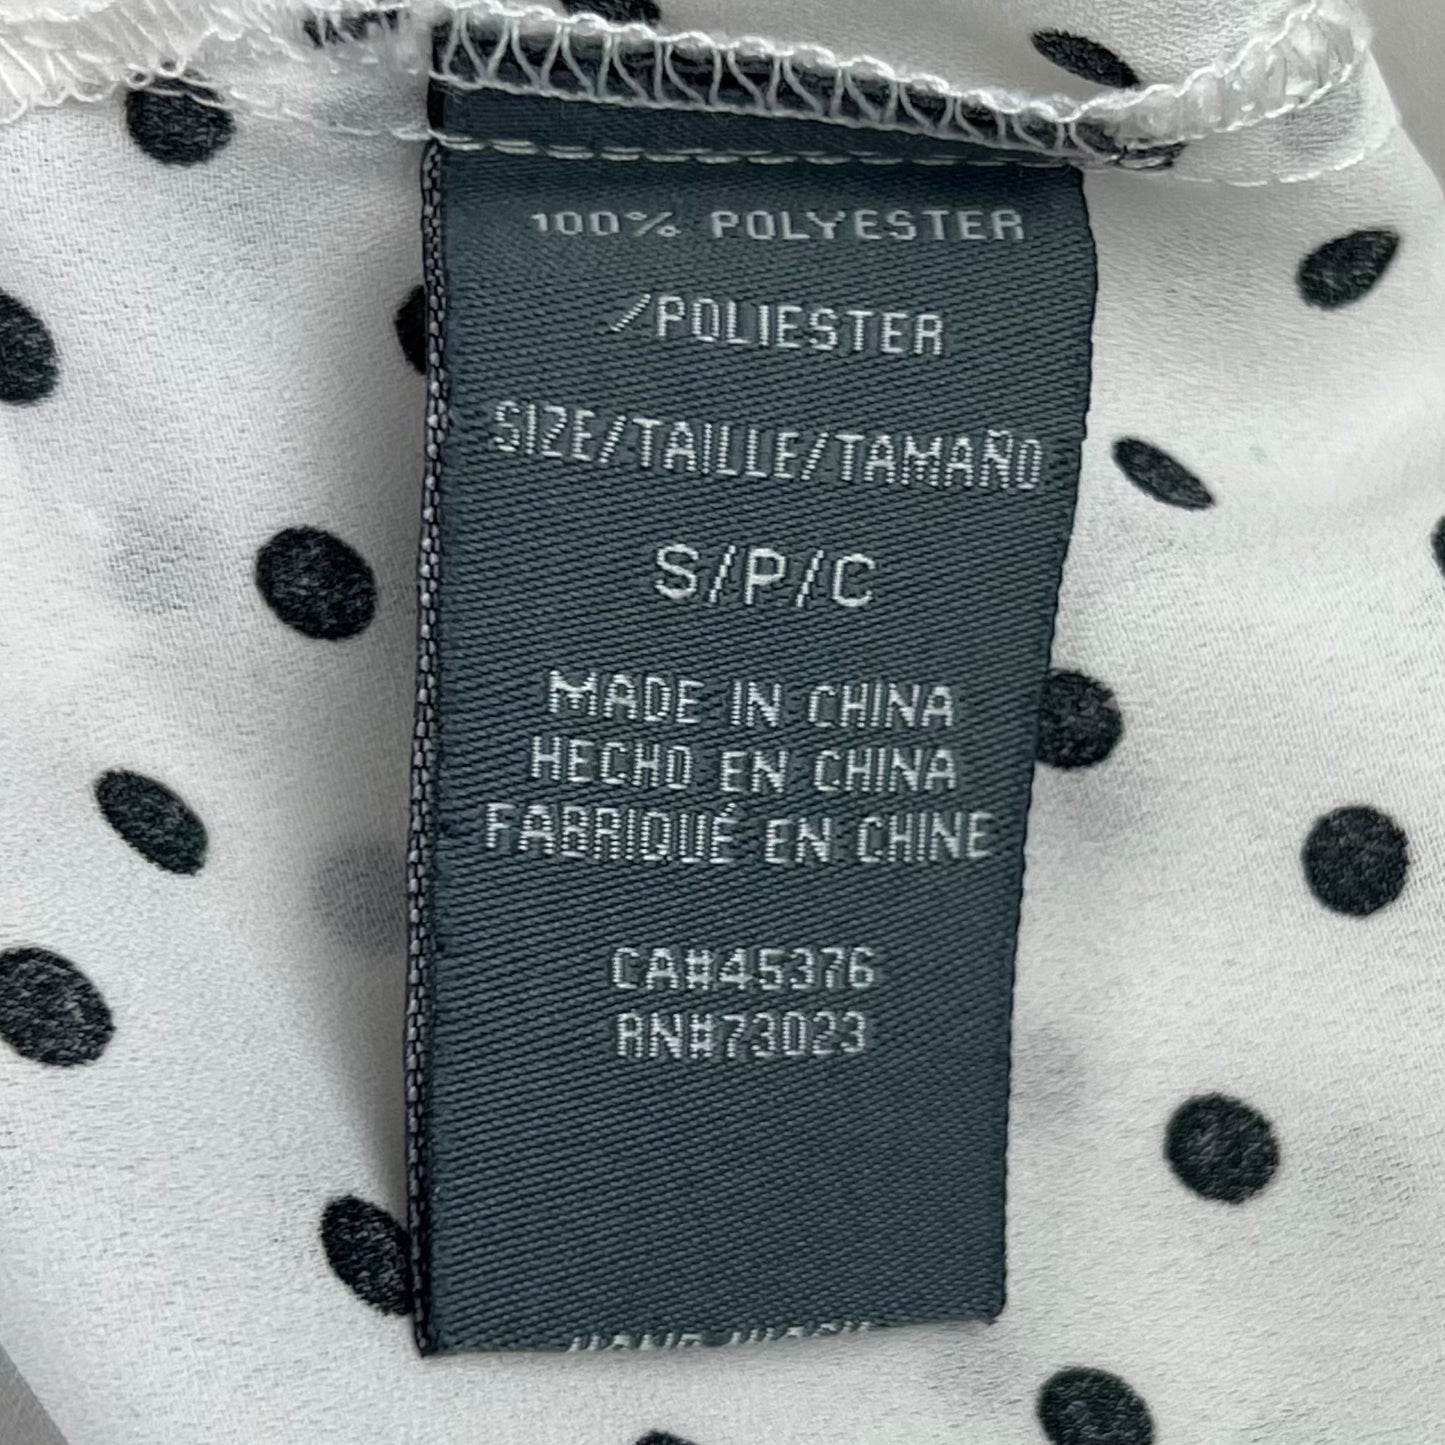 100% POLYESTER
/POLIESTER
SIZE/TAILLE/TAMAÑO
S/P/C
MADE IN CHINA
HECHO EN CHINA
FABRIQUÉ EN CHINE
CA#45376
RN#73023